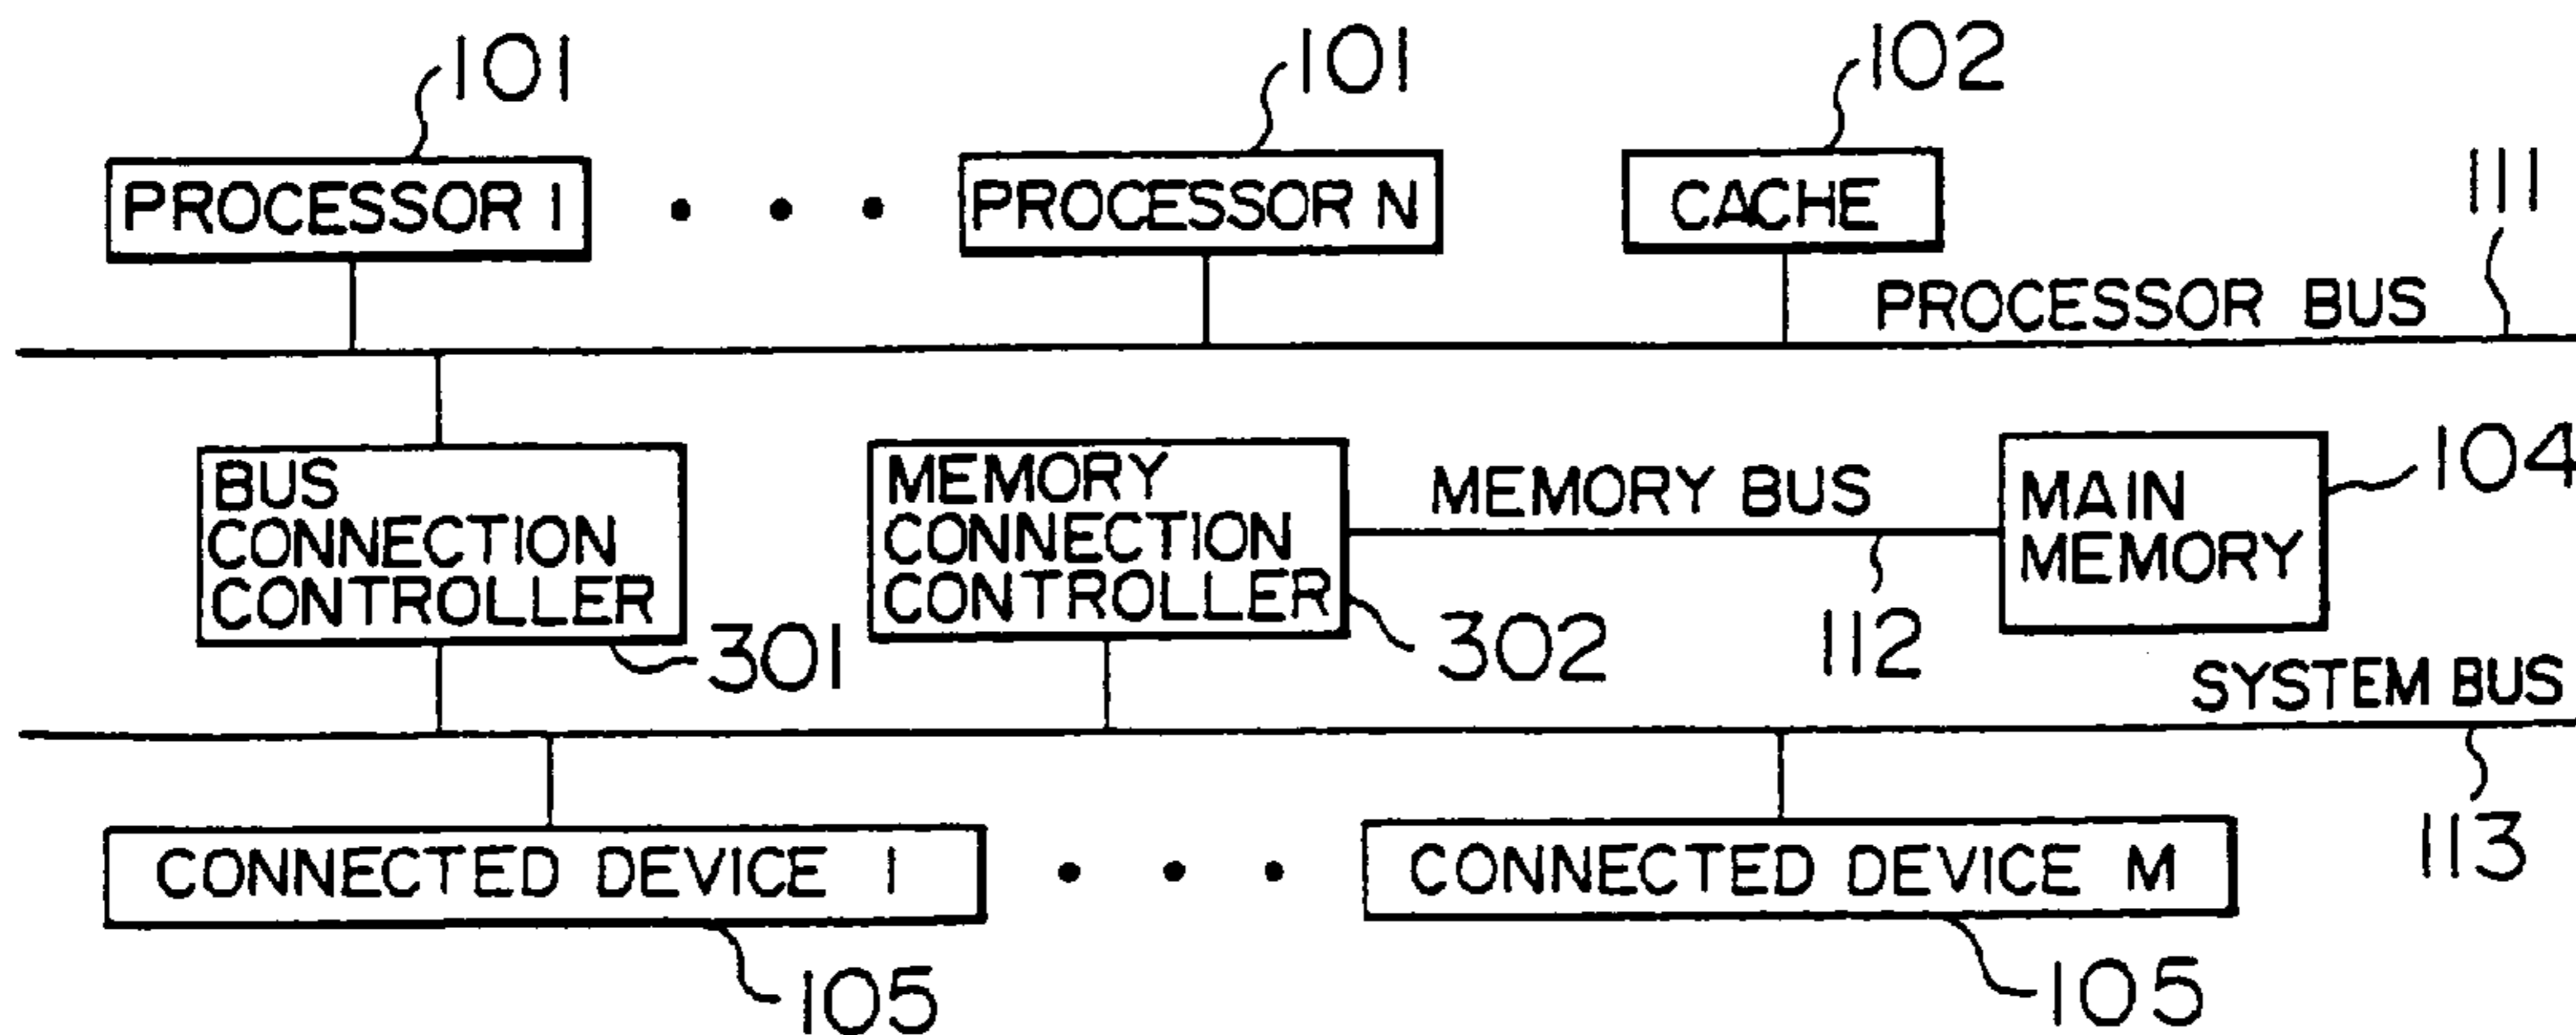 101
101
102
PROCESSOR 1
PROCESSOR N
CACHE
111
PROCESSOR BUS
BUS
CONNECTION
CONTROLLER
301
MEMORY
CONNECTION
CONTROLLER
302
MEMORY BUS
112
MAIN
MEMORY
104
SYSTEM BUS
113
CONNECTED DEVICE 1
CONNECTED DEVICE M
105
105